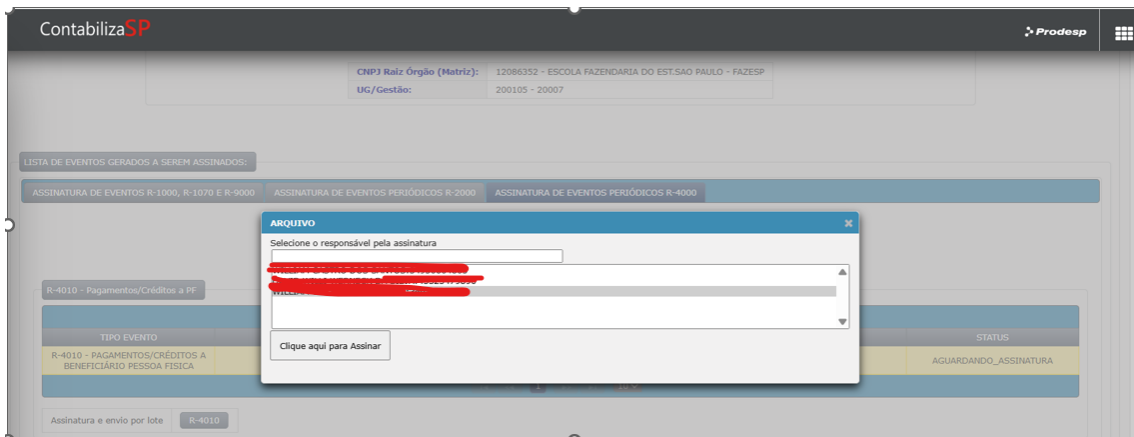 ContabilizaSP
Prodesp
CNPJ Raiz Órgão (Matriz): 12086352 - ESCOLA FAZENDARIA DO EST.SAO PAULO - FAZESP
UG/Gestão: 200105 - 20007
LISTA DE EVENTOS GERADOS A SEREM ASSINADOS:
ASSINATURA DE EVENTOS R-1000, R-1070 E R-9000 ASSINATURA DE EVENTOS PERIÓDICOS R-2000 ASSINATURA DE EVENTOS PERIÓDICOS R-4000
ARQUIVO
Selecione o responsável pela assinatura
Clique aqui para Assinar
R-4010 - Pagamentos/Créditos a PF
TIPO EVENTO STATUS
R-4010 - PAGAMENTOS/CRÉDITOS A
BENEFICIÁRIO PESSOA FISICA AGUARDANDO_ASSINATURA
1
Assinatura e envio por lote R-4010